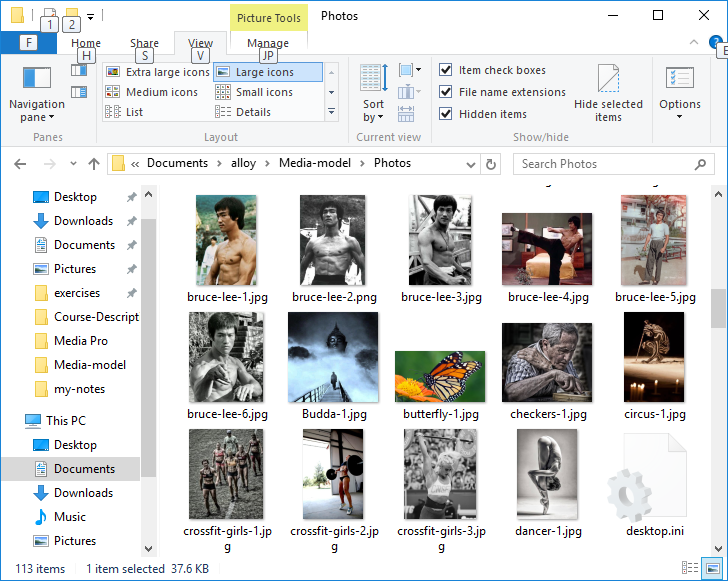 1 2 Picture Tools Photos
F Home Share View Manage
H S V JP
Navigation pane
Extra large icons Large icons
Medium icons Small icons
List Details
Sort by
Item check boxes
File name extensions
Hidden items
Hide selected items
Options
Panes Layout Current view Show/hide
« Documents › alloy › Media-model › Photos
Search Photos
Desktop
Downloads
Documents
Pictures
exercises
Course-Descript
Media Pro
Media-model
my-notes
This PC
Desktop
Documents
Downloads
Music
Pictures
bruce-lee-1.jpg bruce-lee-2.png bruce-lee-3.jpg bruce-lee-4.jpg bruce-lee-5.jpg
bruce-lee-6.jpg Budda-1.jpg butterfly-1.jpg checkers-1.jpg circus-1.jpg
crossfit-girls-1.jpg crossfit-girls-2.jpg crossfit-girls-3.jpg dancer-1.jpg desktop.ini
113 items 1 item selected 37.6 KB